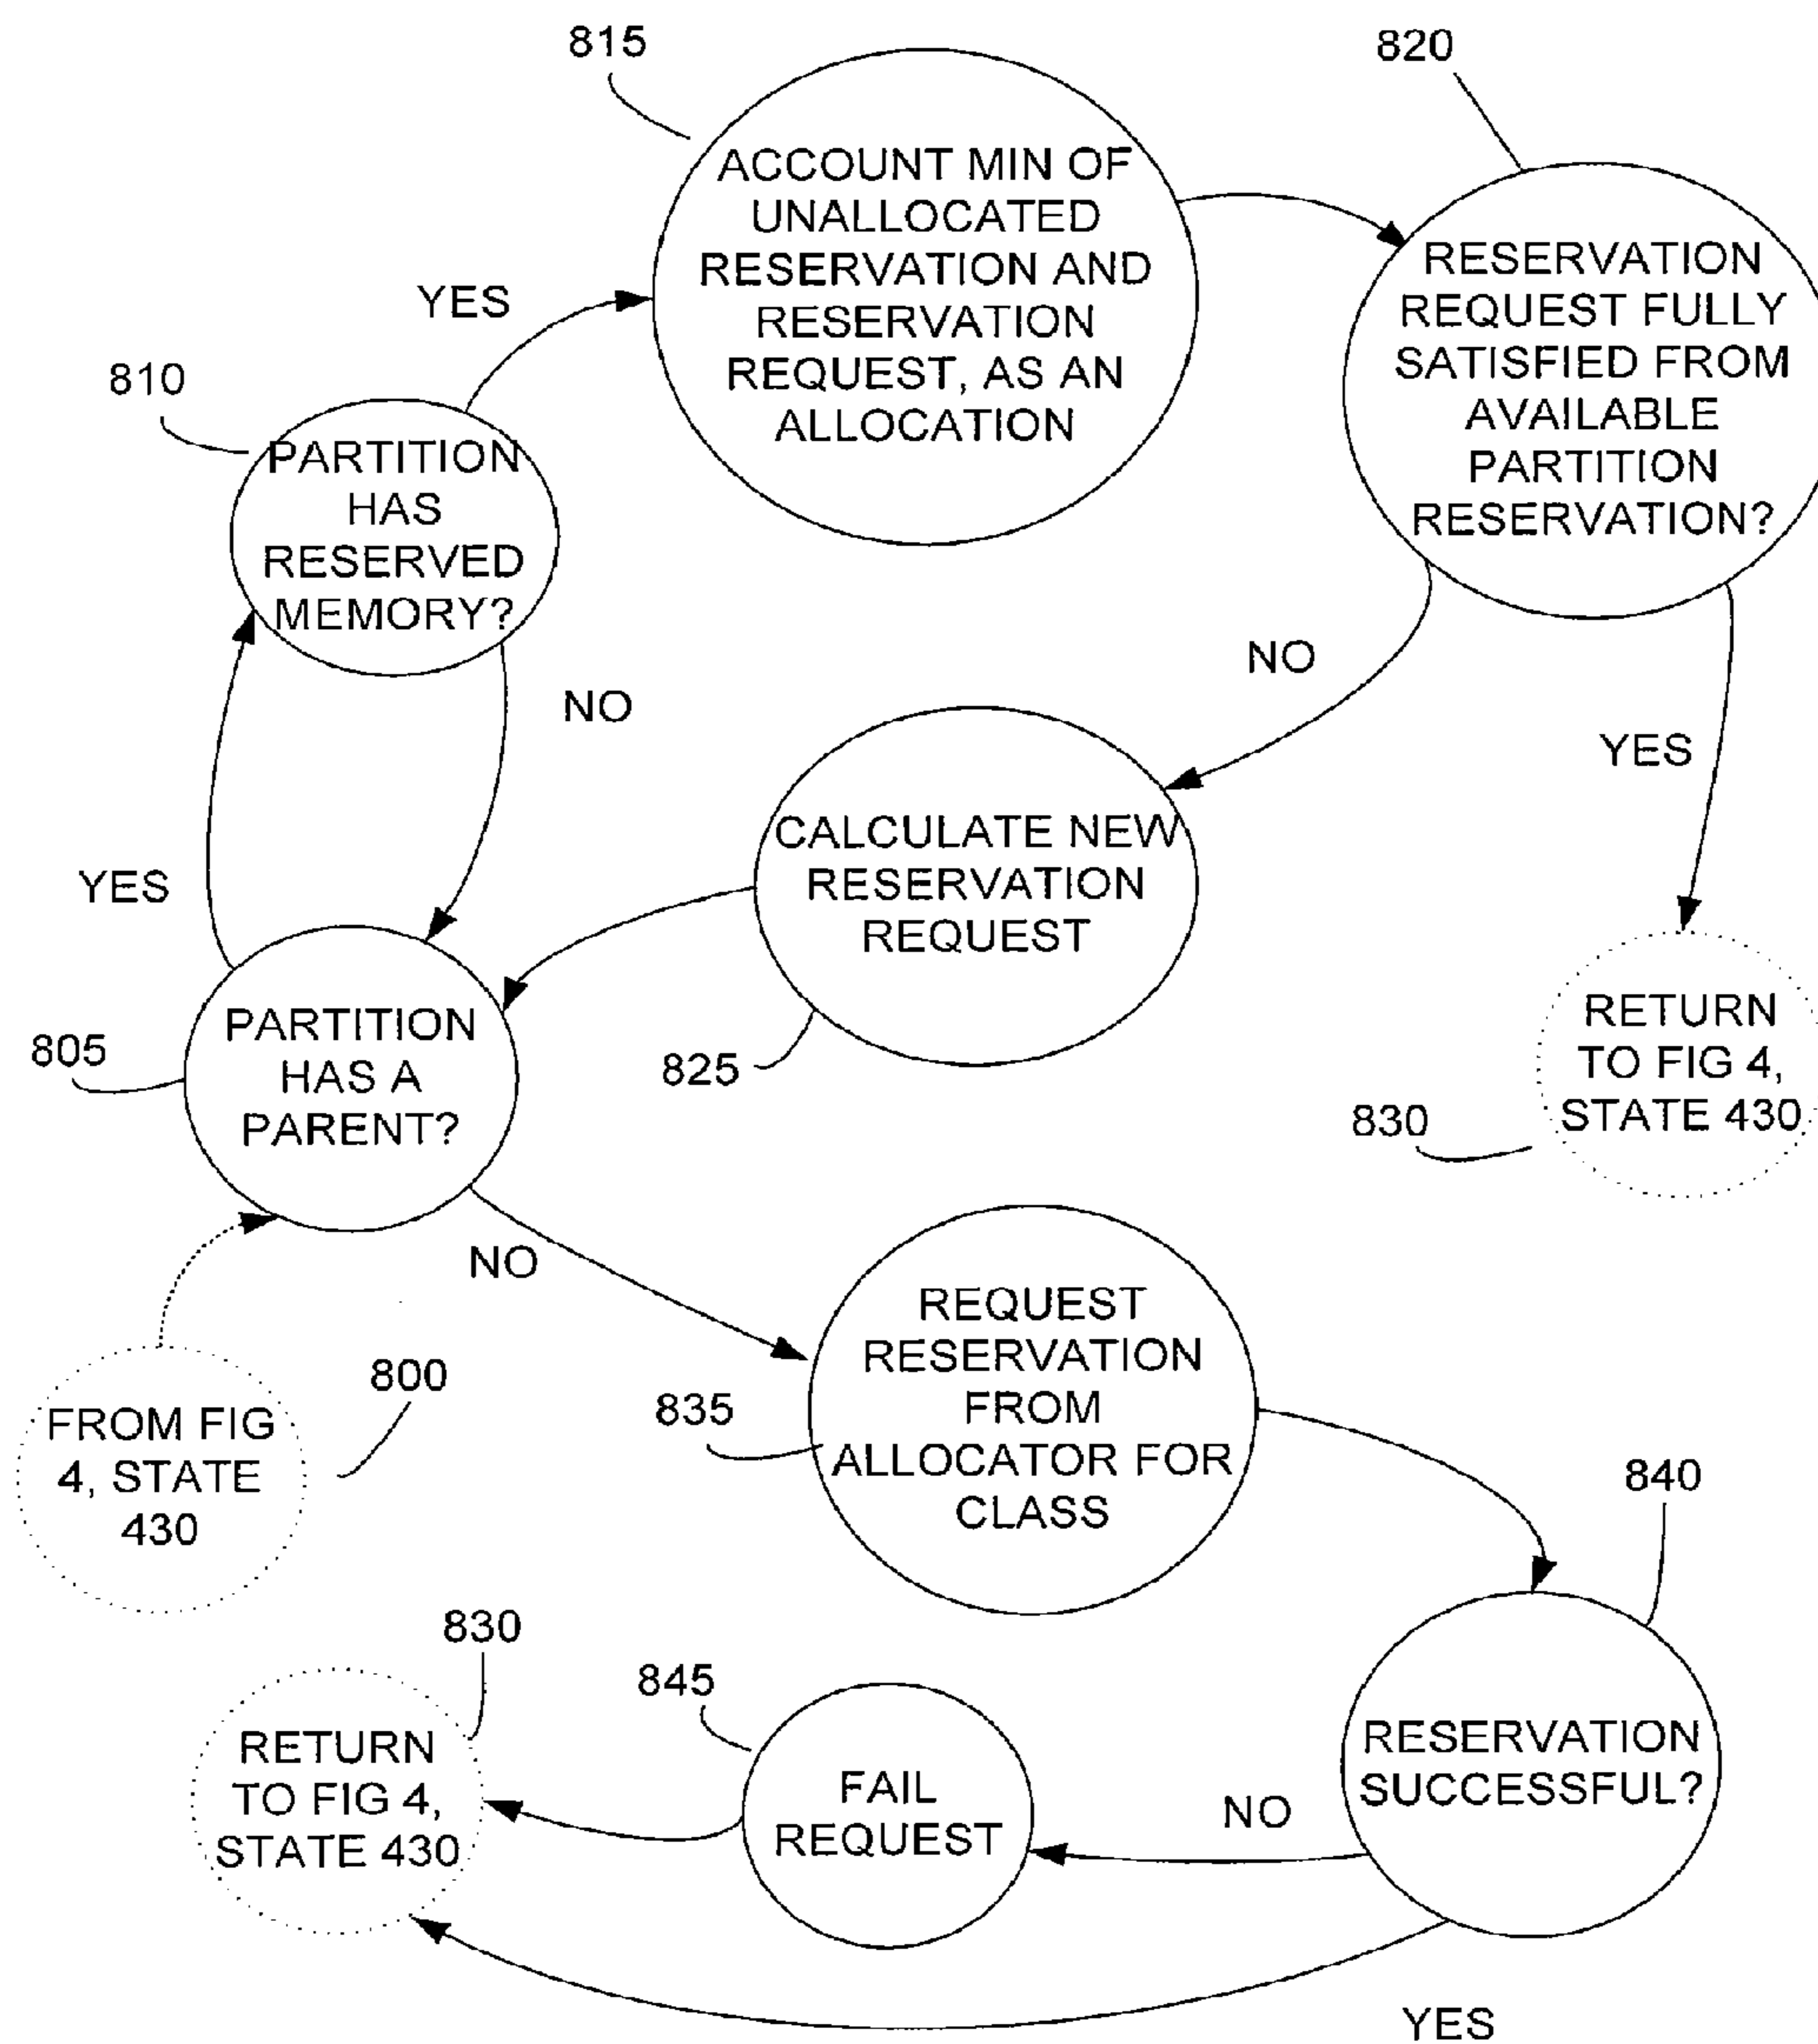 815
820
ACCOUNT MIN OF
UNALLOCATED
RESERVATION AND
RESERVATION
REQUEST, AS AN
ALLOCATION
RESERVATION
REQUEST FULLY
SATISFIED FROM
AVAILABLE
PARTITION
RESERVATION?
YES
810
PARTITION
HAS
RESERVED
MEMORY?
NO
NO
YES
CALCULATE NEW
RESERVATION
REQUEST
YES
805
PARTITION
HAS A
PARENT?
825
RETURN
TO FIG 4,
STATE 430
830
NO
REQUEST
RESERVATION
FROM
ALLOCATOR FOR
CLASS
835
800
FROM FIG
4, STATE
430
840
830
845
RETURN
TO FIG 4,
STATE 430
FAIL
REQUEST
NO
RESERVATION
SUCCESSFUL?
YES